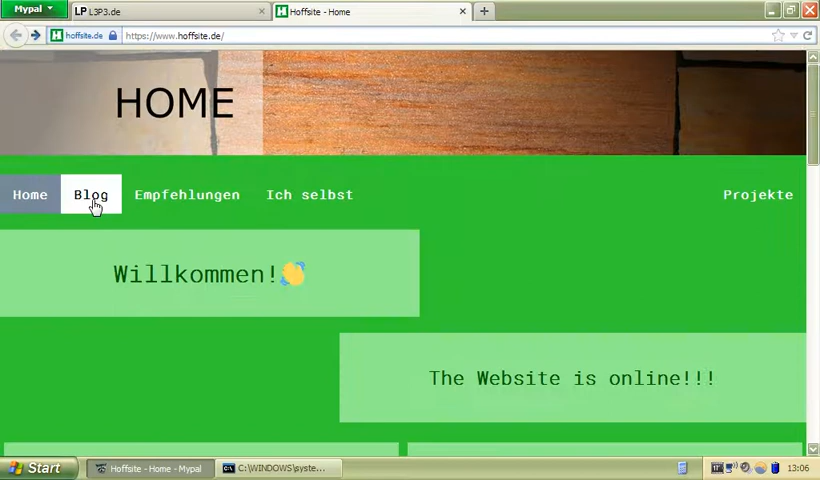 Mypal
L3P3.de
Hoffsite - Home
hoffsite.de
https://www.hoffsite.de/
HOME
Home
Blog
Empfehlungen
Ich selbst
Projekte
Willkommen!👋
The Website is online!!!
Start
Hoffsite - Home - Mypal
C:\WINDOWS\syste...
13:06